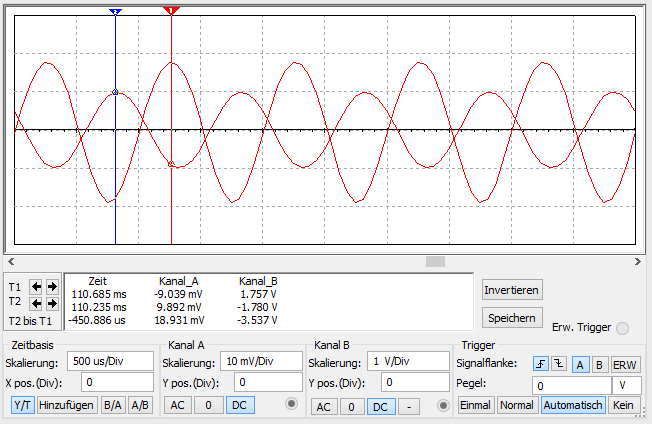 2 1
T1
T2
T2 bis T1
Zeit Kanal_A Kanal_B
110.685 ms -9.039 mV 1.757 V
110.235 ms 9.892 mV -1.780 V
-450.886 us 18.931 mV -3.537 V
Invertieren
Speichern
Erw. Trigger
Zeitbasis
Skalierung: 500 us/Div
X pos.(Div): 0
Y/T Hinzufügen B/A A/B
Kanal A
Skalierung: 10 mV/Div
Y pos.(Div): 0
AC 0 DC
Kanal B
Skalierung: 1 V/Div
Y pos.(Div): 0
AC 0 DC -
Trigger
Signalflanke: A B ERW
Pegel: 0 V
Einmal Normal Automatisch Kein